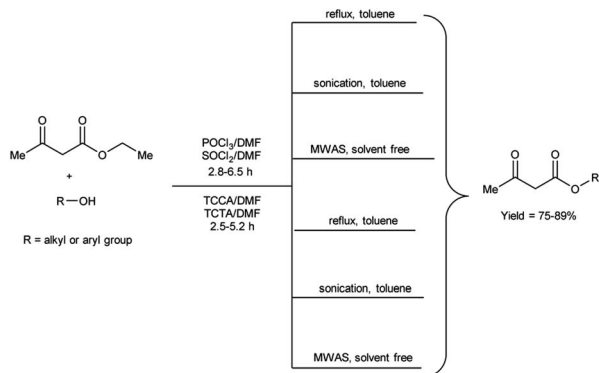 reflux, toluene
sonication, toluene
MWAS, solvent free
O O
Me O Me
+
R—OH
R = alkyl or aryl group
POCl₃/DMF
SOCl₂/DMF
2.8-6.5 h
TCCA/DMF
TCTA/DMF
2.5-5.2 h
reflux, toluene
sonication, toluene
MWAS, solvent free
O O
Me O R
Yield = 75-89%